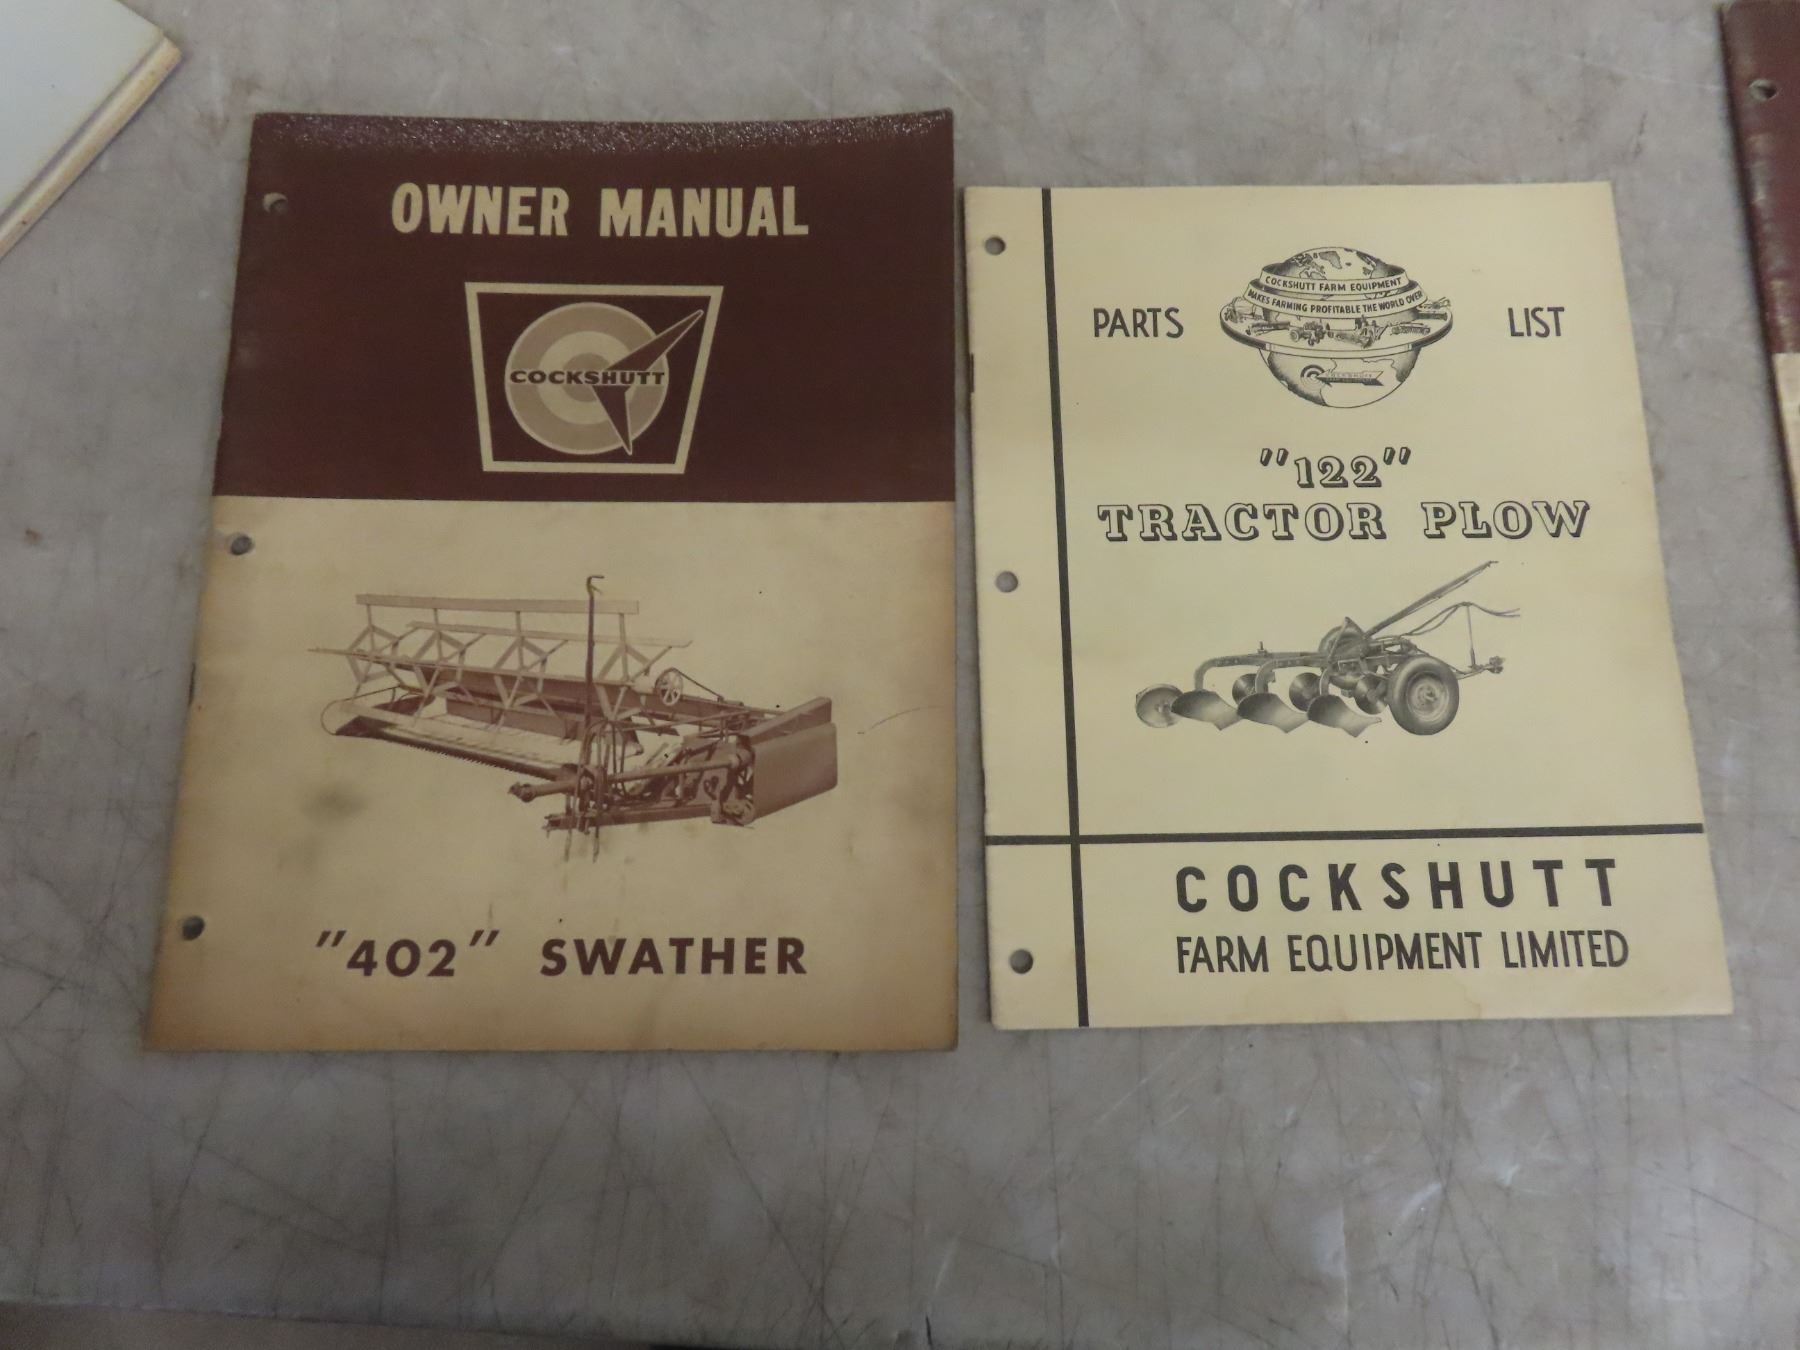 OWNER MANUAL
COCKSHUTT
"402" SWATHER
COCKSHUTT FARM EQUIPMENT
MAKES FARMING PROFITABLE THE WORLD OVER
PARTS LIST
COCKSHUTT
"122"
TRACTOR PLOW
COCKSHUTT
FARM EQUIPMENT LIMITED